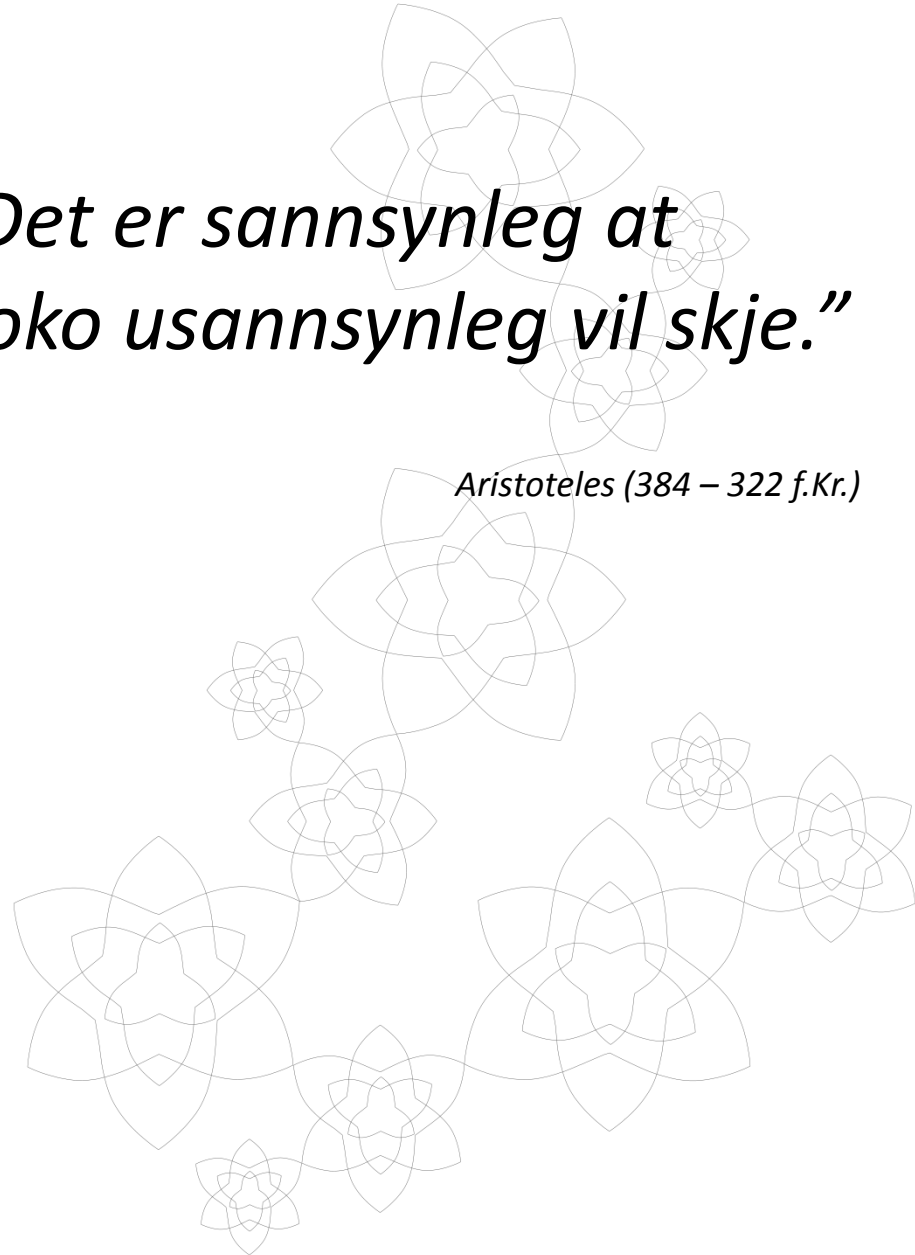 Det er sannsynleg at
oko usannsynleg vil skje.”
Aristoteles (384 – 322 f.Kr.)